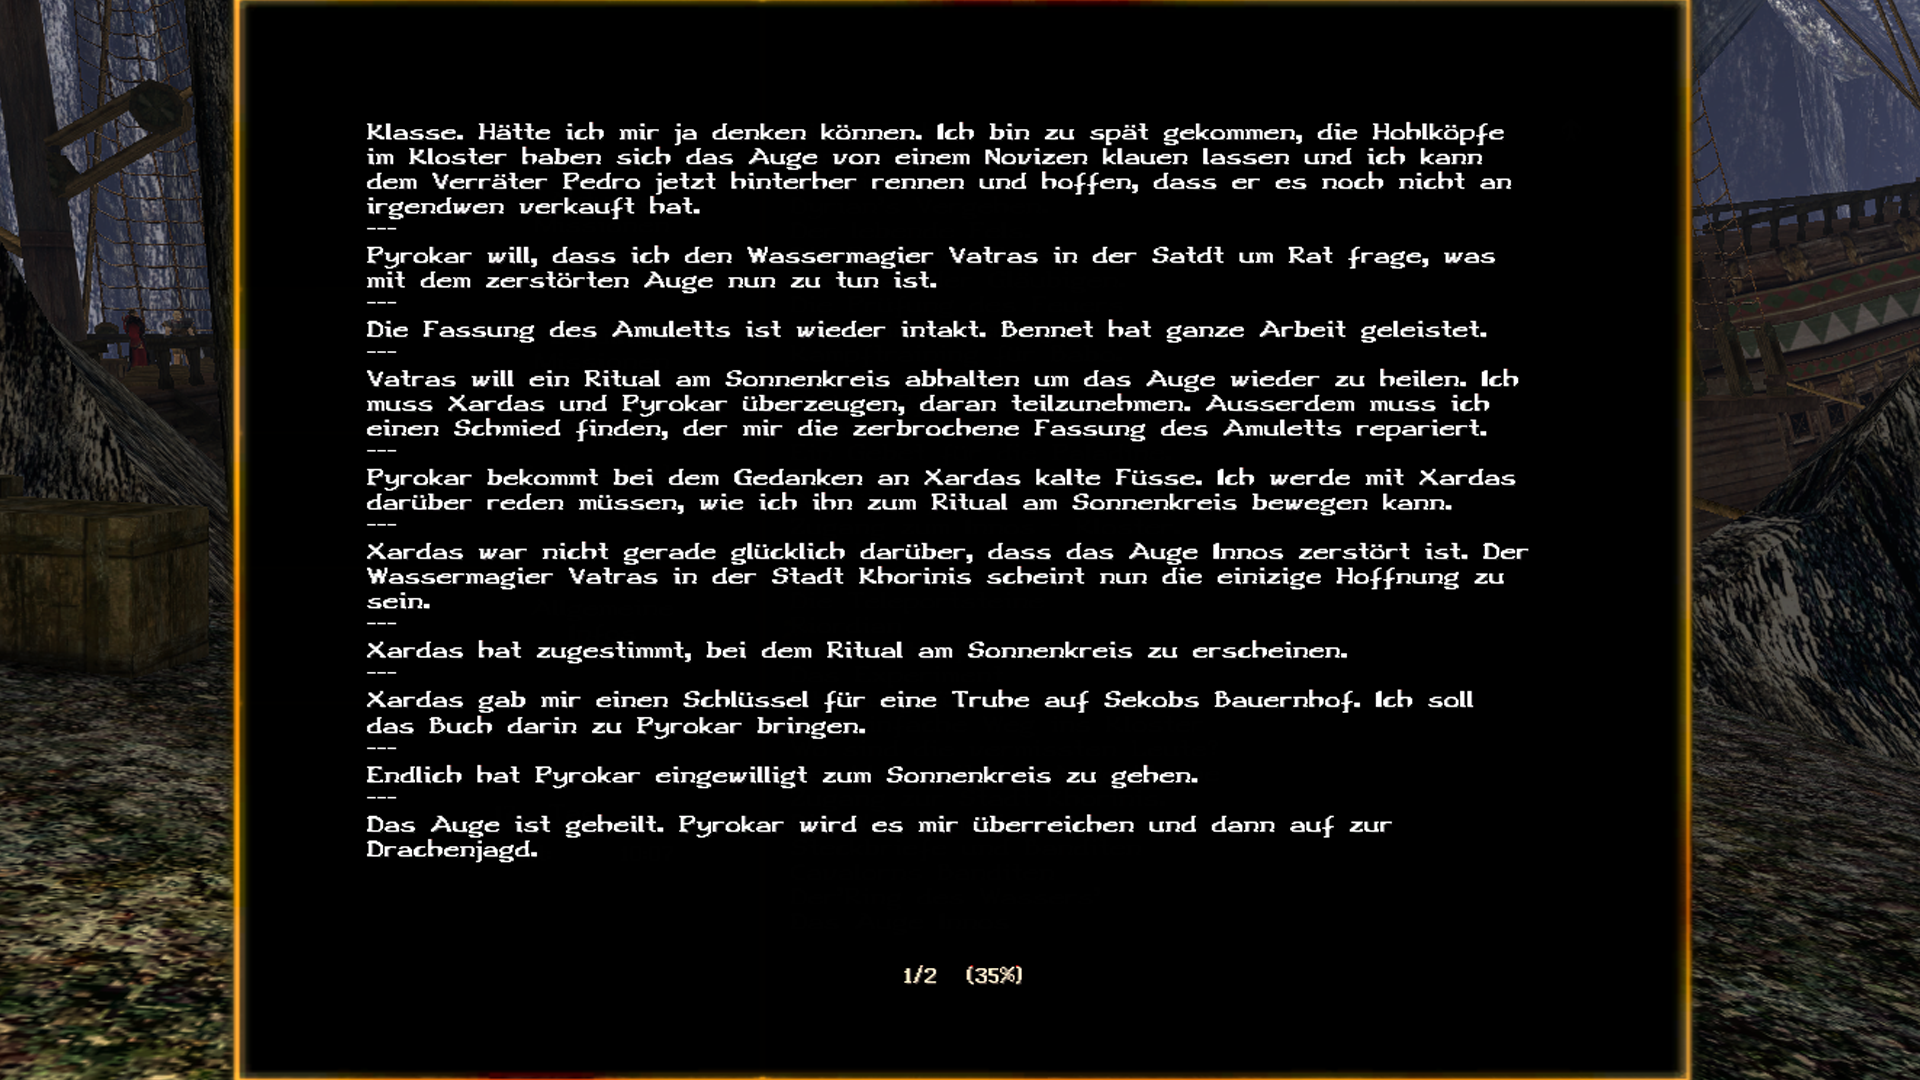 Klasse. Hätte ich mir ja denken können. Ich bin zu spät gekommen, die Hohlköpfe
im Kloster haben sich das Auge von einem Novizen klauen lassen und ich kann
dem Verräter Pedro jetzt hinterher rennen und hoffen, dass er es noch nicht an
irgendwen verkauft hat.
---
Pyrokar will, dass ich den Wassermagier Vatras in der Satdt um Rat frage, was
mit dem zerstörten Auge nun zu tun ist.
---
Die Fassung des Amuletts ist wieder intakt. Bennet hat ganze Arbeit geleistet.
---
Vatras will ein Ritual am Sonnenkreis abhalten um das Auge wieder zu heilen. Ich
muss Xardas und Pyrokar überzeugen, daran teilzunehmen. Ausserdem muss ich
einen Schmied finden, der mir die zerbrochene Fassung des Amuletts repariert.
---
Pyrokar bekommt bei dem Gedanken an Xardas kalte Füsse. Ich werde mit Xardas
darüber reden müssen, wie ich ihn zum Ritual am Sonnenkreis bewegen kann.
---
Xardas war nicht gerade glücklich darüber, dass das Auge Innos zerstört ist. Der
Wassermagier Vatras in der Stadt Khorinis scheint nun die einizige Hoffnung zu
sein.
---
Xardas hat zugestimmt, bei dem Ritual am Sonnenkreis zu erscheinen.
---
Xardas gab mir einen Schlüssel für eine Truhe auf Sekobs Bauernhof. Ich soll
das Buch darin zu Pyrokar bringen.
---
Endlich hat Pyrokar eingewilligt zum Sonnenkreis zu gehen.
---
Das Auge ist geheilt. Pyrokar wird es mir überreichen und dann auf zur
Drachenjagd.
1/2 (35%)